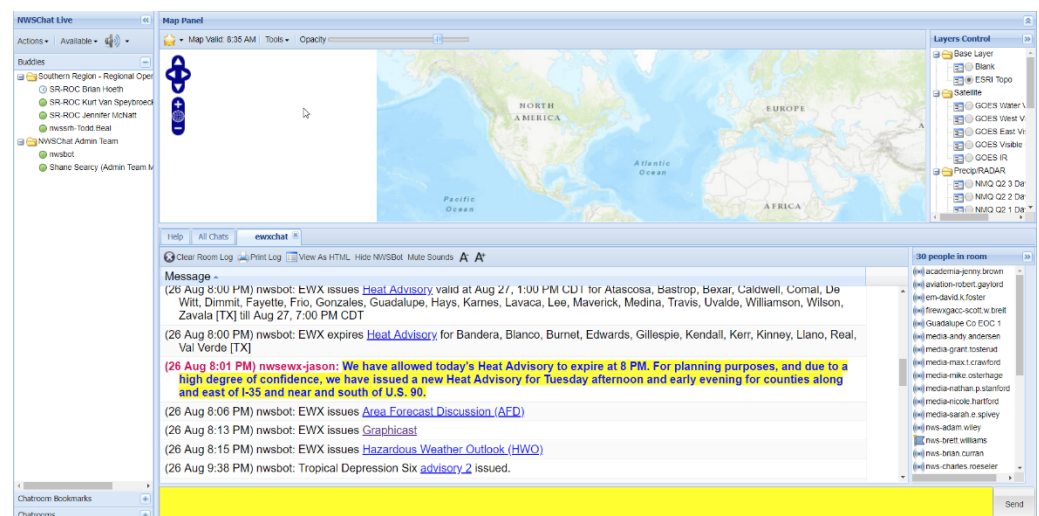 NWSChat Live
Actions
Available
Buddies
Southern Region - Regional Oper
SR-ROC Brian Hoeth
SR-ROC Kurt Van Speybroeck
SR-ROC Jennifer McNatt
nwssrh-Todd.Beal
NWSChat Admin Team
nwsbot
Shane Searcy (Admin Team M
Chatroom Bookmarks
Chatrooms
Map Panel
Map Valid: 8:35 AM
Tools
Opacity
NORTH
AMERICA
EUROPE
Atlantic
Ocean
Pacific
Ocean
AFRICA
A
Layers Control
Base Layer
Blank
ESRI Topo
Satellite
GOES Water V
GOES West V
GOES East Vi
GOES Visible
GOES IR
Precip/RADAR
NMQ Q2 3 Da
NMQ Q2 2 Da
NMQ Q2 1 Da
Help
All Chats
ewxchat
Clear Room Log
Print Log
View As HTML
Hide NWSBot
Mute Sounds
A-
A+
Message
(26 Aug 8:00 PM) nwsbot: EWX issues Heat Advisory valid at Aug 27, 1:00 PM CDT for Atascosa, Bastrop, Bexar, Caldwell, Comal, De
Witt, Dimmit, Fayette, Frio, Gonzales, Guadalupe, Hays, Karnes, Lavaca, Lee, Maverick, Medina, Travis, Uvalde, Williamson, Wilson,
Zavala [TX] till Aug 27, 7:00 PM CDT
(26 Aug 8:00 PM) nwsbot: EWX expires Heat Advisory for Bandera, Blanco, Burnet, Edwards, Gillespie, Kendall, Kerr, Kinney, Llano, Real,
Val Verde [TX]
(26 Aug 8:01 PM) nwsewx-jason: We have allowed today's Heat Advisory to expire at 8 PM. For planning purposes, and due to a
high degree of confidence, we have issued a new Heat Advisory for Tuesday afternoon and early evening for counties along
and east of I-35 and near and south of U.S. 90.
(26 Aug 8:06 PM) nwsbot: EWX issues Area Forecast Discussion (AFD)
(26 Aug 8:13 PM) nwsbot: EWX issues Graphicast
(26 Aug 8:15 PM) nwsbot: EWX issues Hazardous Weather Outlook (HWO)
(26 Aug 9:38 PM) nwsbot: Tropical Depression Six advisory 2 issued.
30 people in room
academia-jenny.brown
aviation-robert.gaylord
em-david.k.foster
firewxgacc-scott.w.breit
Guadalupe Co EOC 1
media-andy.andersen
media-grant.tosterud
media-max.t.crawford
media-mike.osterhage
media-nathan.p.stanford
media-nicole.hartford
media-sarah.e.spivey
nws-adam.wiley
nws-brett.williams
nws-brian.curran
nws-charles.roeseler
Send